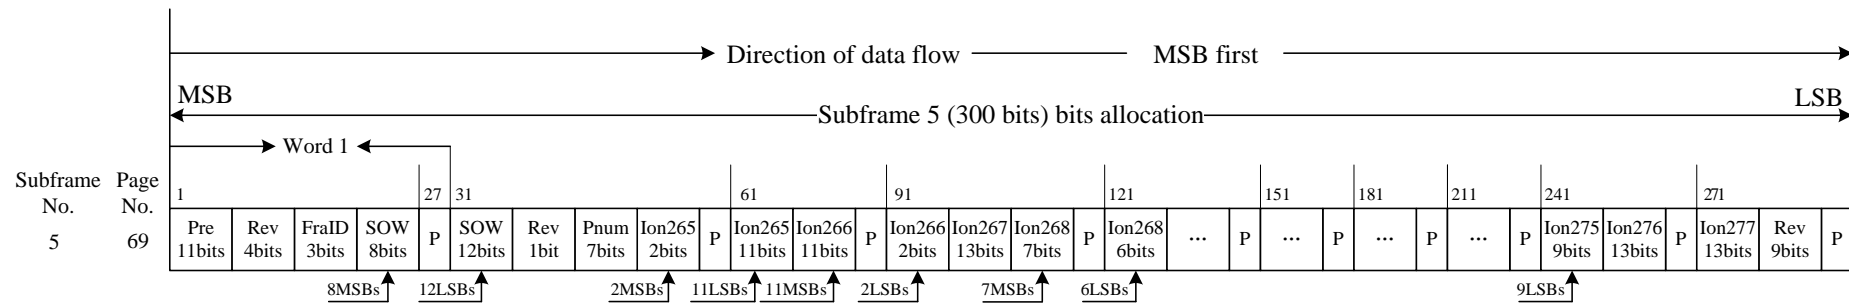 Direction of data flow MSB first
MSB LSB
Subframe 5 (300 bits) bits allocation
Word 1
Subframe No. Page No.
1 27 31 61 91 121 151 181 211 241 271
5 69 Pre 11bits Rev 4bits FraID 3bits SOW 8bits P SOW 12bits Rev 1bit Pnum 7bits Ion265 2bits P Ion265 11bits Ion266 11bits P Ion266 2bits Ion267 13bits Ion268 7bits P Ion268 6bits ... P ... P ... P ... P Ion275 9bits Ion276 13bits P Ion277 13bits Rev 9bits P
8MSBs 12LSBs 2MSBs 11LSBs 11MSBs 2LSBs 7MSBs 6LSBs 9LSBs